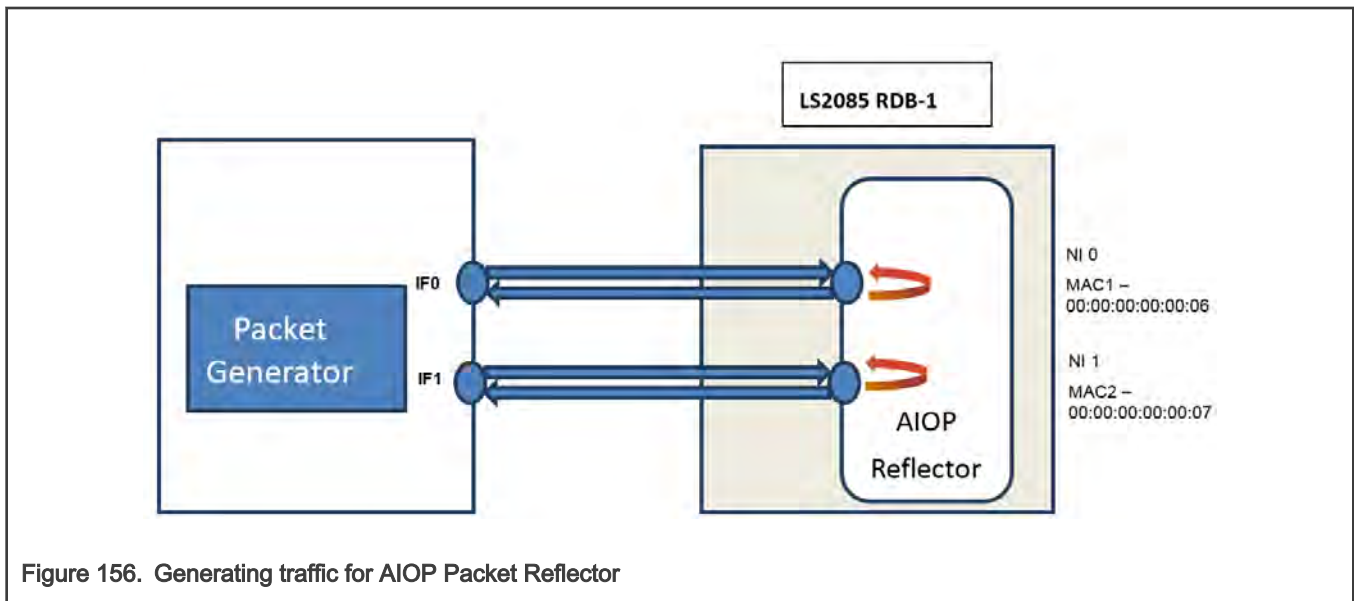 LS2085 RDB-1
IF0
NI 0
MAC1 –
00:00:00:00:00:06
Packet
Generator
IF1
NI 1
MAC2 –
00:00:00:00:00:07
AIOP
Reflector
Figure 156. Generating traffic for AIOP Packet Reflector